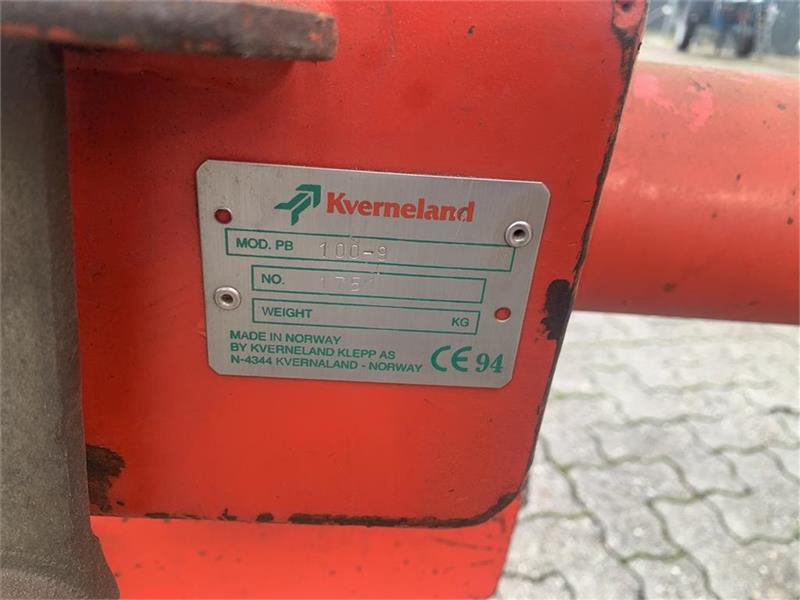 Kverneland
MOD. PB 100-9
NO.
WEIGHT KG
MADE IN NORWAY
BY KVERNELAND KLEPP AS
N-4344 KVERNALAND - NORWAY CE 94